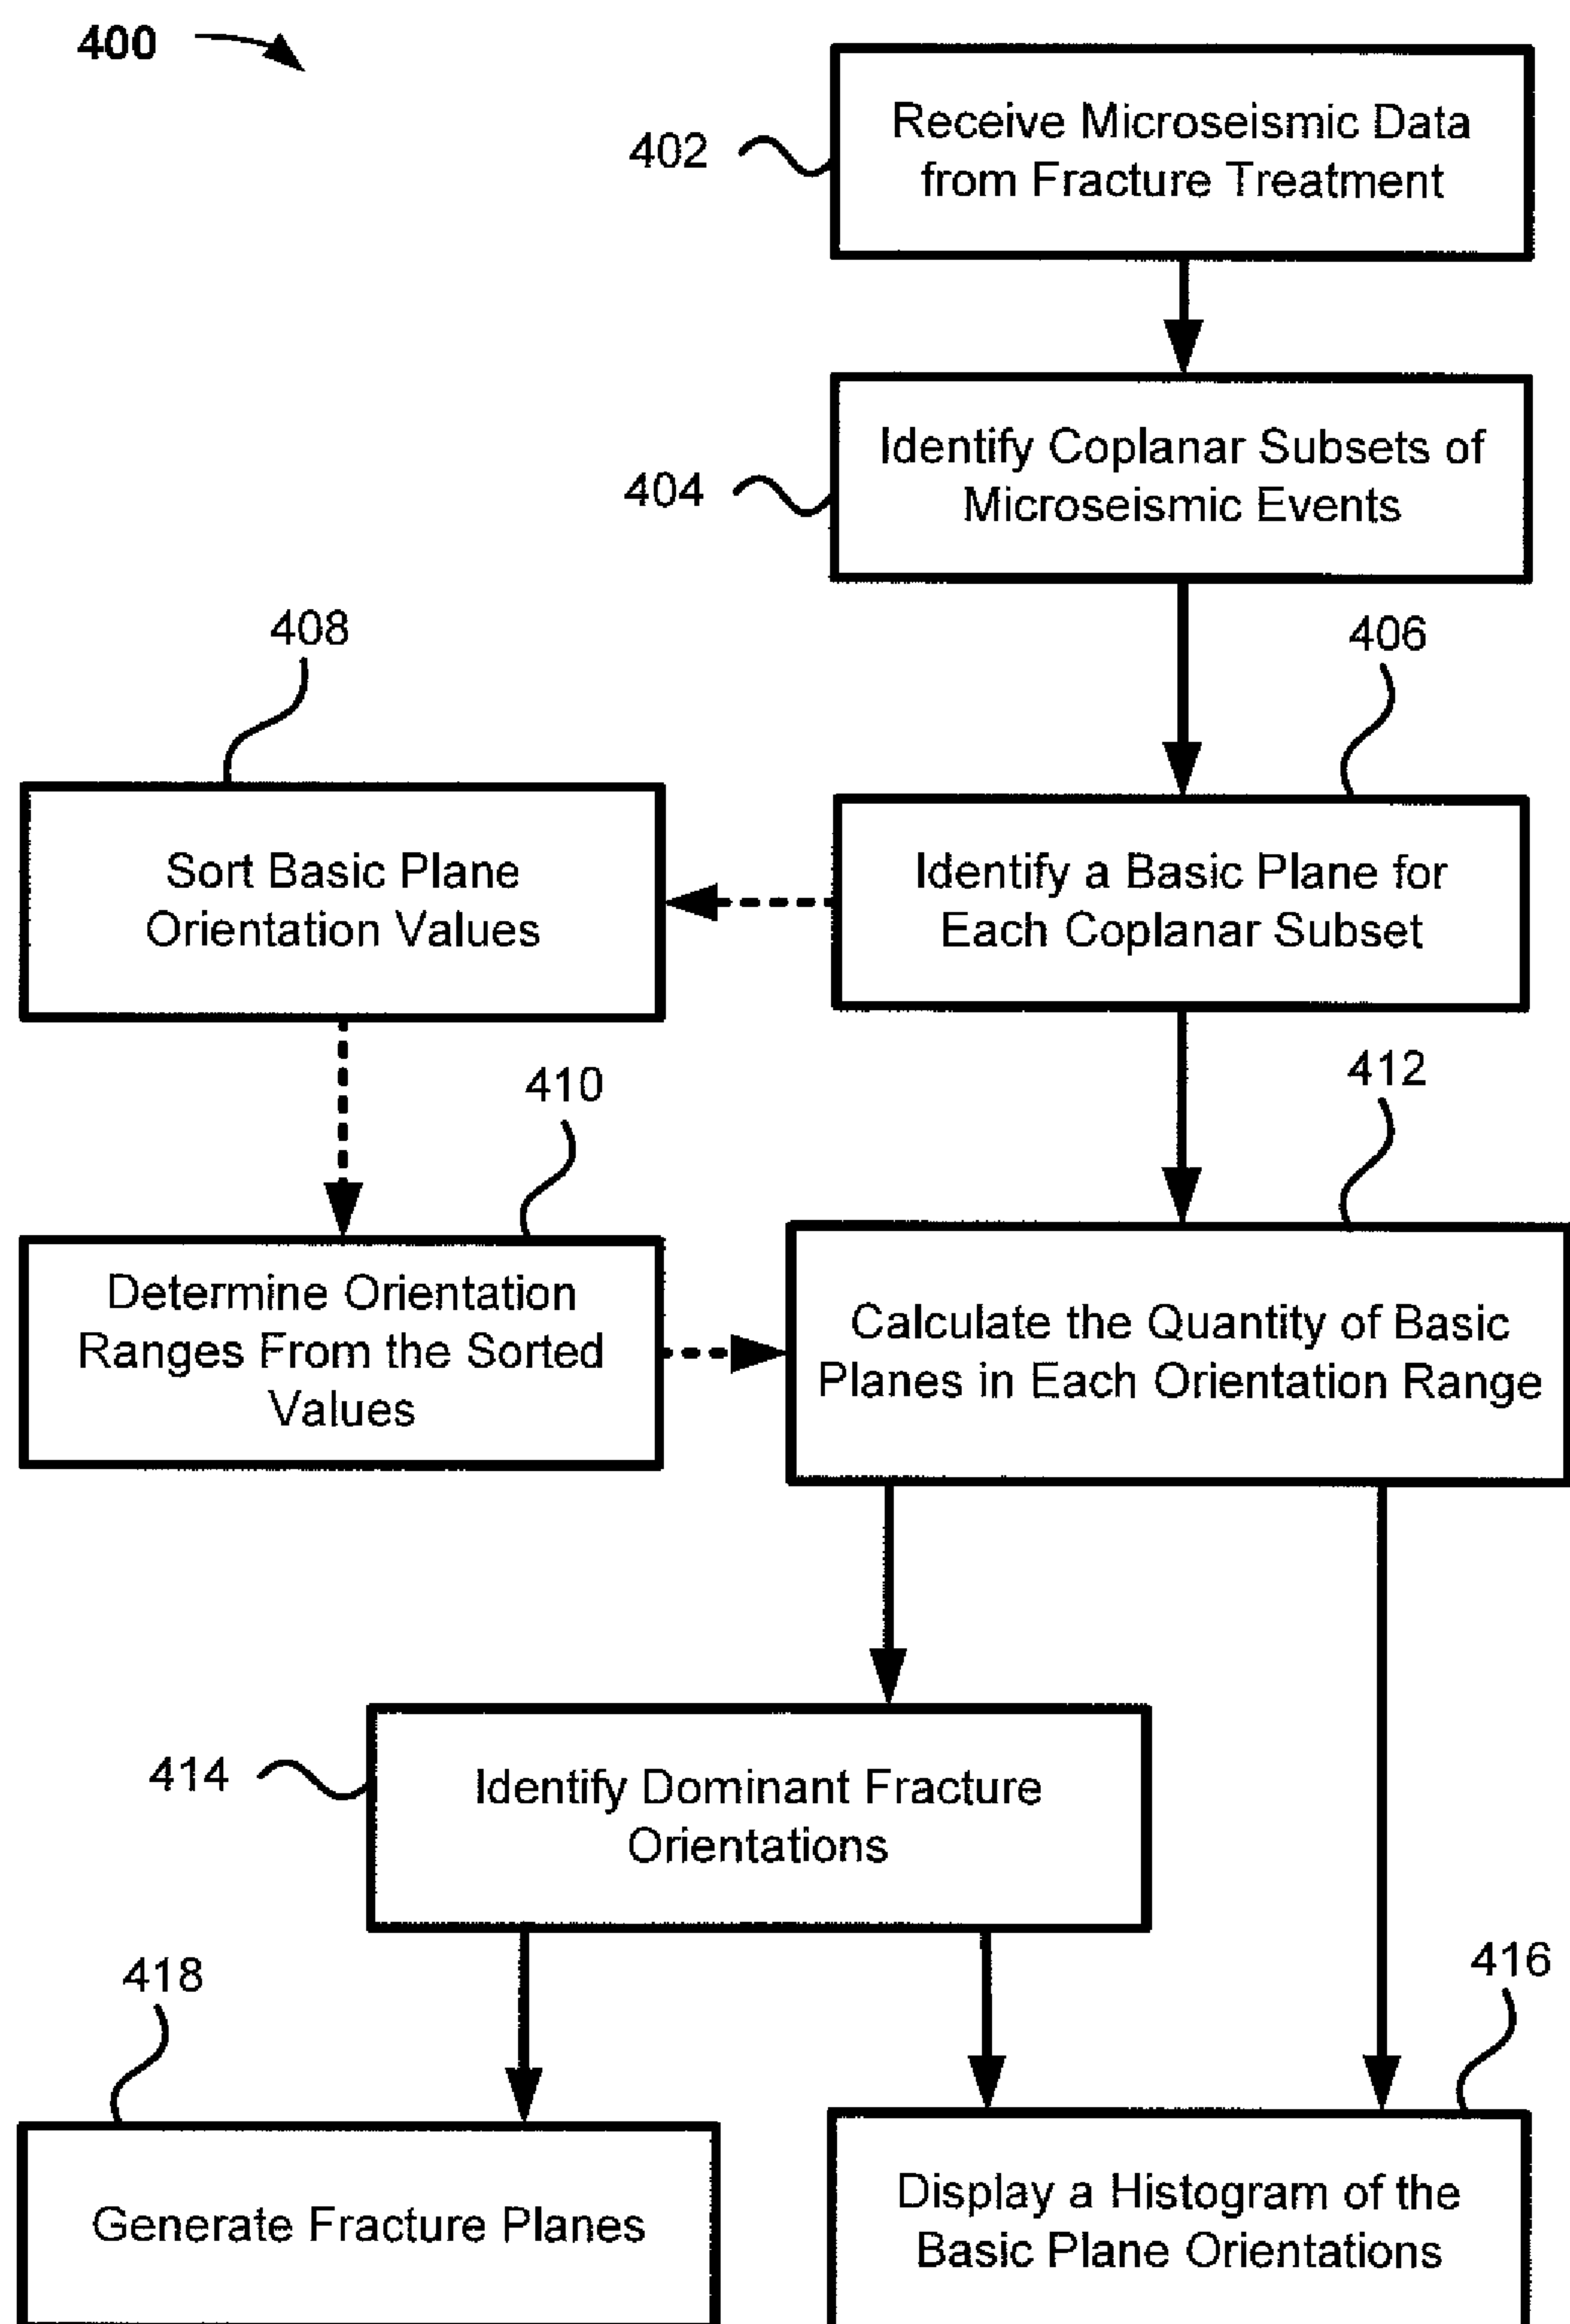 400
402
Receive Microseismic Data
from Fracture Treatment
404
Identify Coplanar Subsets of
Microseismic Events
408
406
Sort Basic Plane
Orientation Values
Identify a Basic Plane for
Each Coplanar Subset
410
412
Determine Orientation
Ranges From the Sorted
Values
Calculate the Quantity of Basic
Planes in Each Orientation Range
414
Identify Dominant Fracture
Orientations
418
416
Generate Fracture Planes
Display a Histogram of the
Basic Plane Orientations